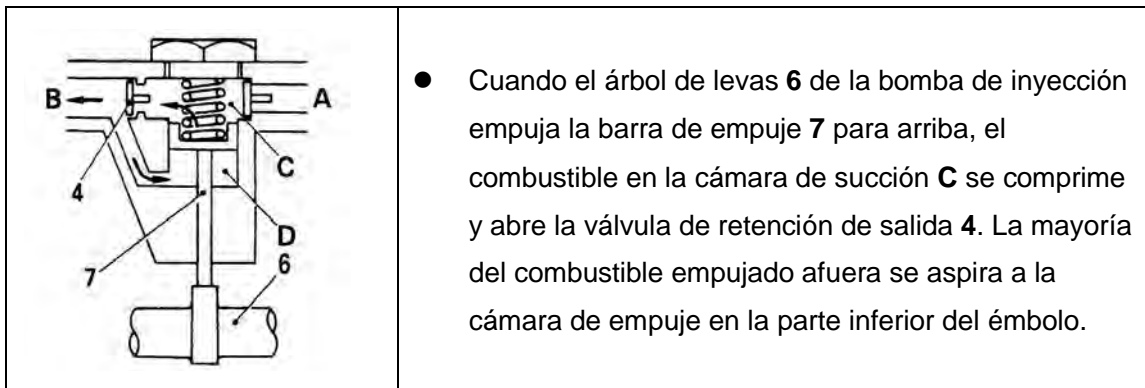 B
A
C
4
D
7
6
● Cuando el árbol de levas 6 de la bomba de inyección
empuja la barra de empuje 7 para arriba, el
combustible en la cámara de succión C se comprime
y abre la válvula de retención de salida 4. La mayoría
del combustible empujado afuera se aspira a la
cámara de empuje en la parte inferior del émbolo.